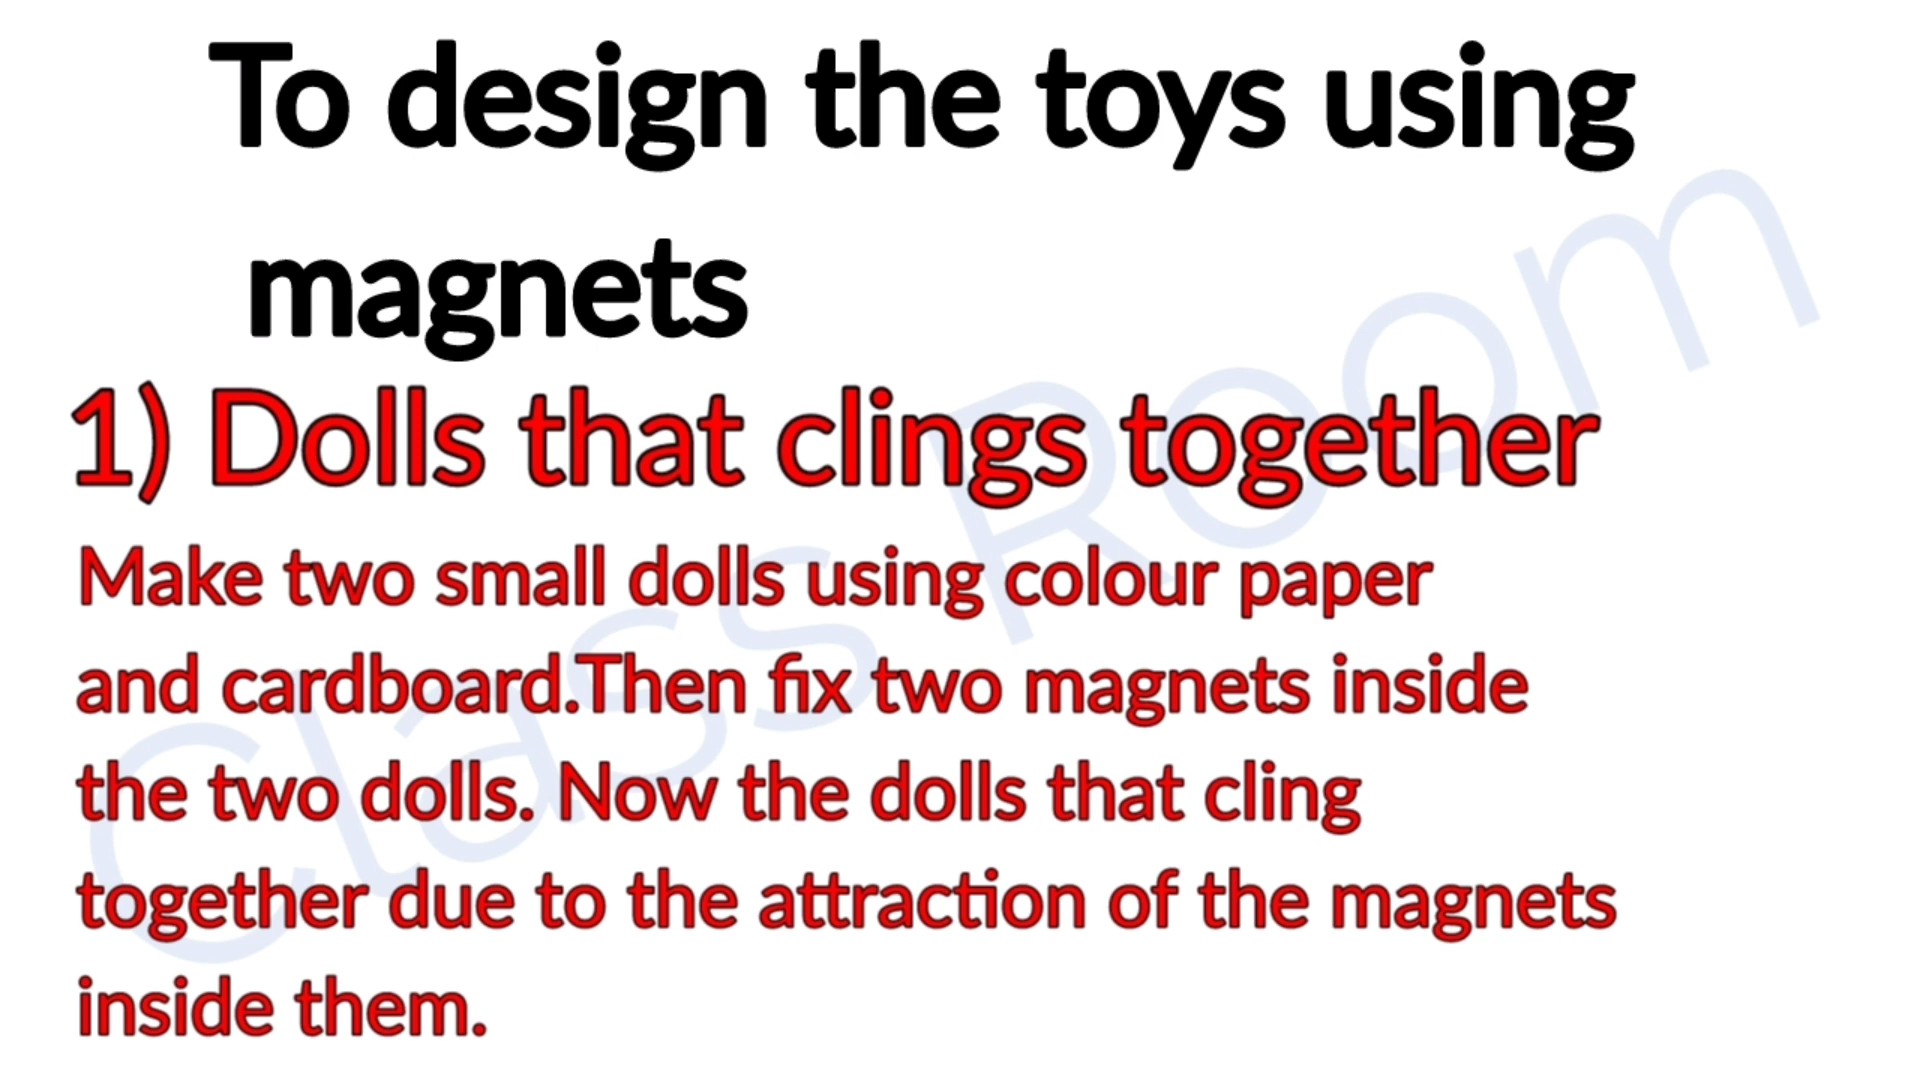 To design the toys using
magnets
1) Dolls that clings together
Make two small dolls using colour paper
and cardboard.Then fix two magnets inside
the two dolls. Now the dolls that cling
together due to the attraction of the magnets
inside them.
Class Room